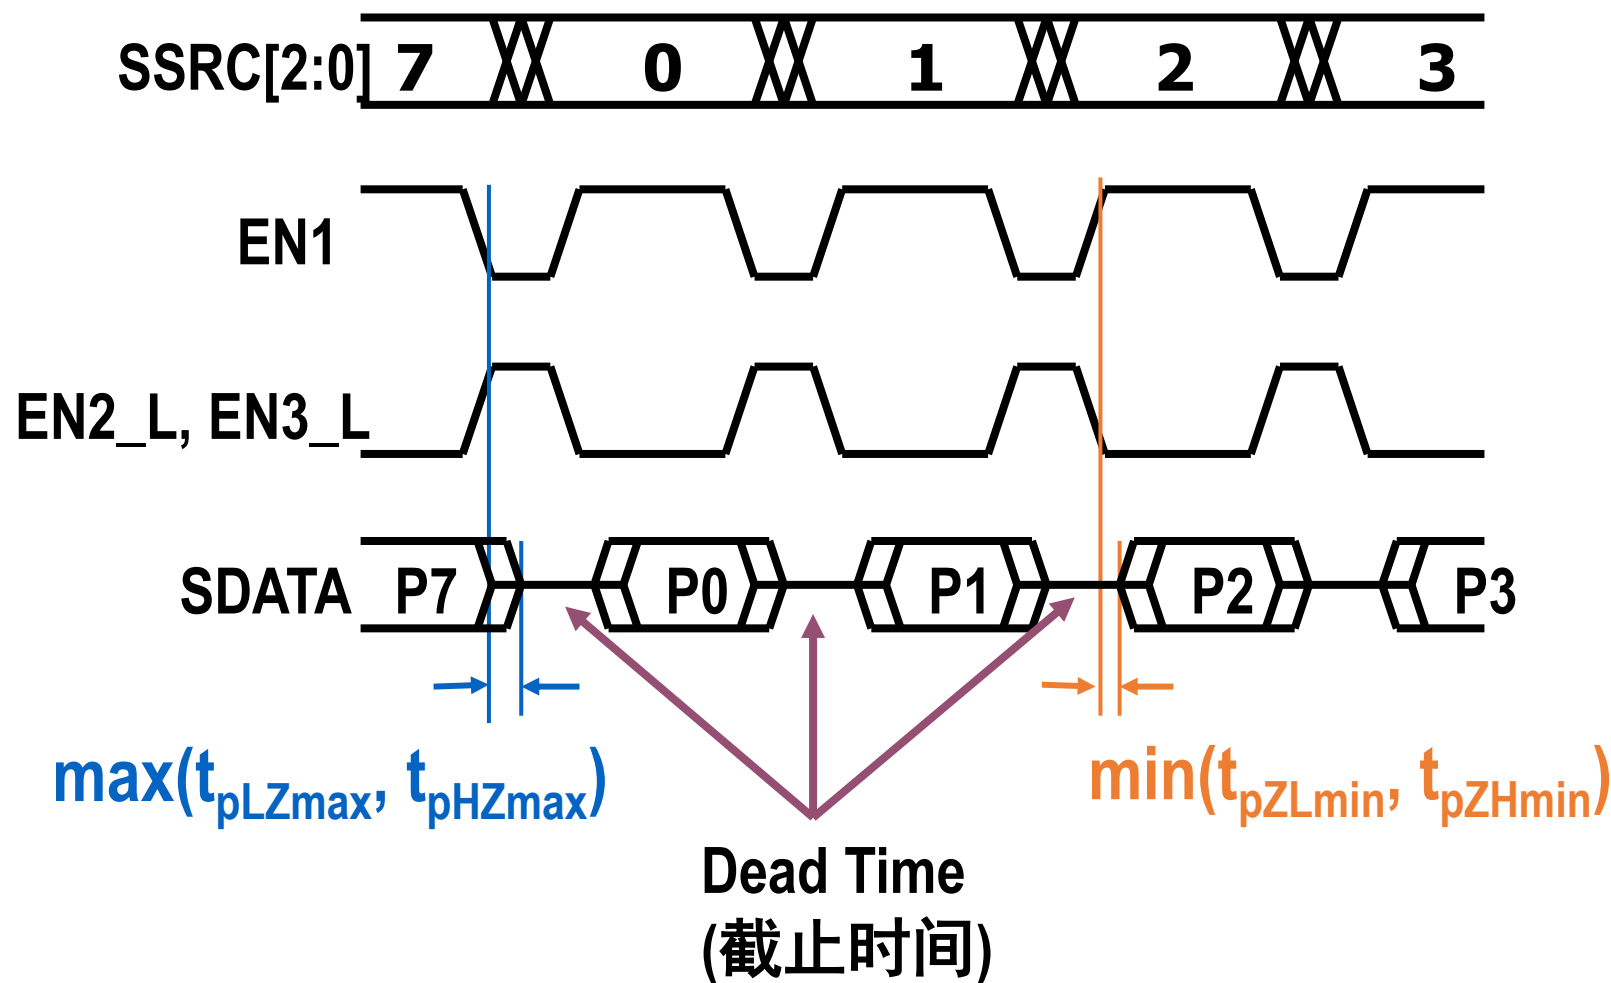 SSRC[2:0] 7 0 1 2 3
EN1
EN2_L, EN3_L
SDATA P7 P0 P1 P2 P3
max(tpLZmax, tpHZmax) min(tpZLmin, tpZHmin)
Dead Time
(截止时间)